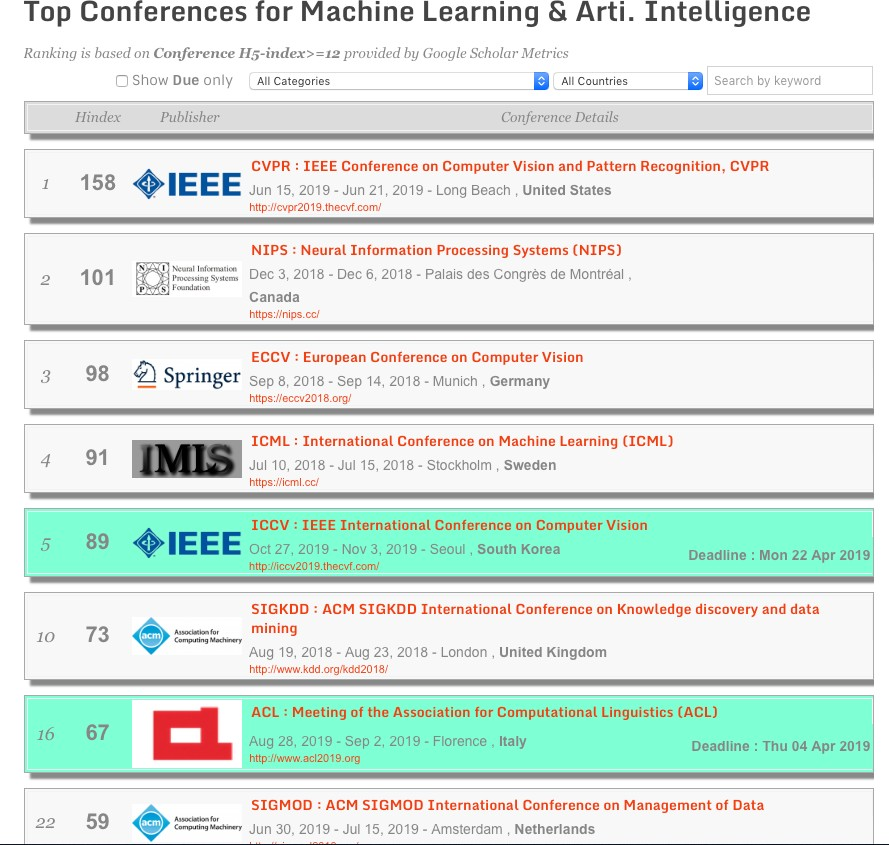 Top Conferences for Machine Learning & Arti. Intelligence
Ranking is based on Conference H5-index>=12 provided by Google Scholar Metrics
Show Due only All Categories All Countries Search by keyword
Hindex Publisher Conference Details
1 158 IEEE CVPR : IEEE Conference on Computer Vision and Pattern Recognition, CVPR
Jun 15, 2019 - Jun 21, 2019 - Long Beach , United States
http://cvpr2019.thecvf.com/
NIPS : Neural Information Processing Systems (NIPS)
2 101 N I P S Neural Information Processing Systems Foundation
Dec 3, 2018 - Dec 6, 2018 - Palais des Congrès de Montréal ,
Canada
https://nips.cc/
3 98 Springer ECCV : European Conference on Computer Vision
Sep 8, 2018 - Sep 14, 2018 - Munich , Germany
https://eccv2018.org/
4 91 IMLS ICML : International Conference on Machine Learning (ICML)
Jul 10, 2018 - Jul 15, 2018 - Stockholm , Sweden
https://icml.cc/
5 89 IEEE ICCV : IEEE International Conference on Computer Vision
Oct 27, 2019 - Nov 3, 2019 - Seoul , South Korea
Deadline : Mon 22 Apr 2019
http://iccv2019.thecvf.com/
10 73 acm Association for Computing Machinery SIGKDD : ACM SIGKDD International Conference on Knowledge discovery and data
mining
Aug 19, 2018 - Aug 23, 2018 - London , United Kingdom
http://www.kdd.org/kdd2018/
16 67 ACL : Meeting of the Association for Computational Linguistics (ACL)
Aug 28, 2019 - Sep 2, 2019 - Florence , Italy
Deadline : Thu 04 Apr 2019
http://www.acl2019.org
22 59 acm Association for Computing Machinery SIGMOD : ACM SIGMOD International Conference on Management of Data
Jun 30, 2019 - Jul 15, 2019 - Amsterdam , Netherlands